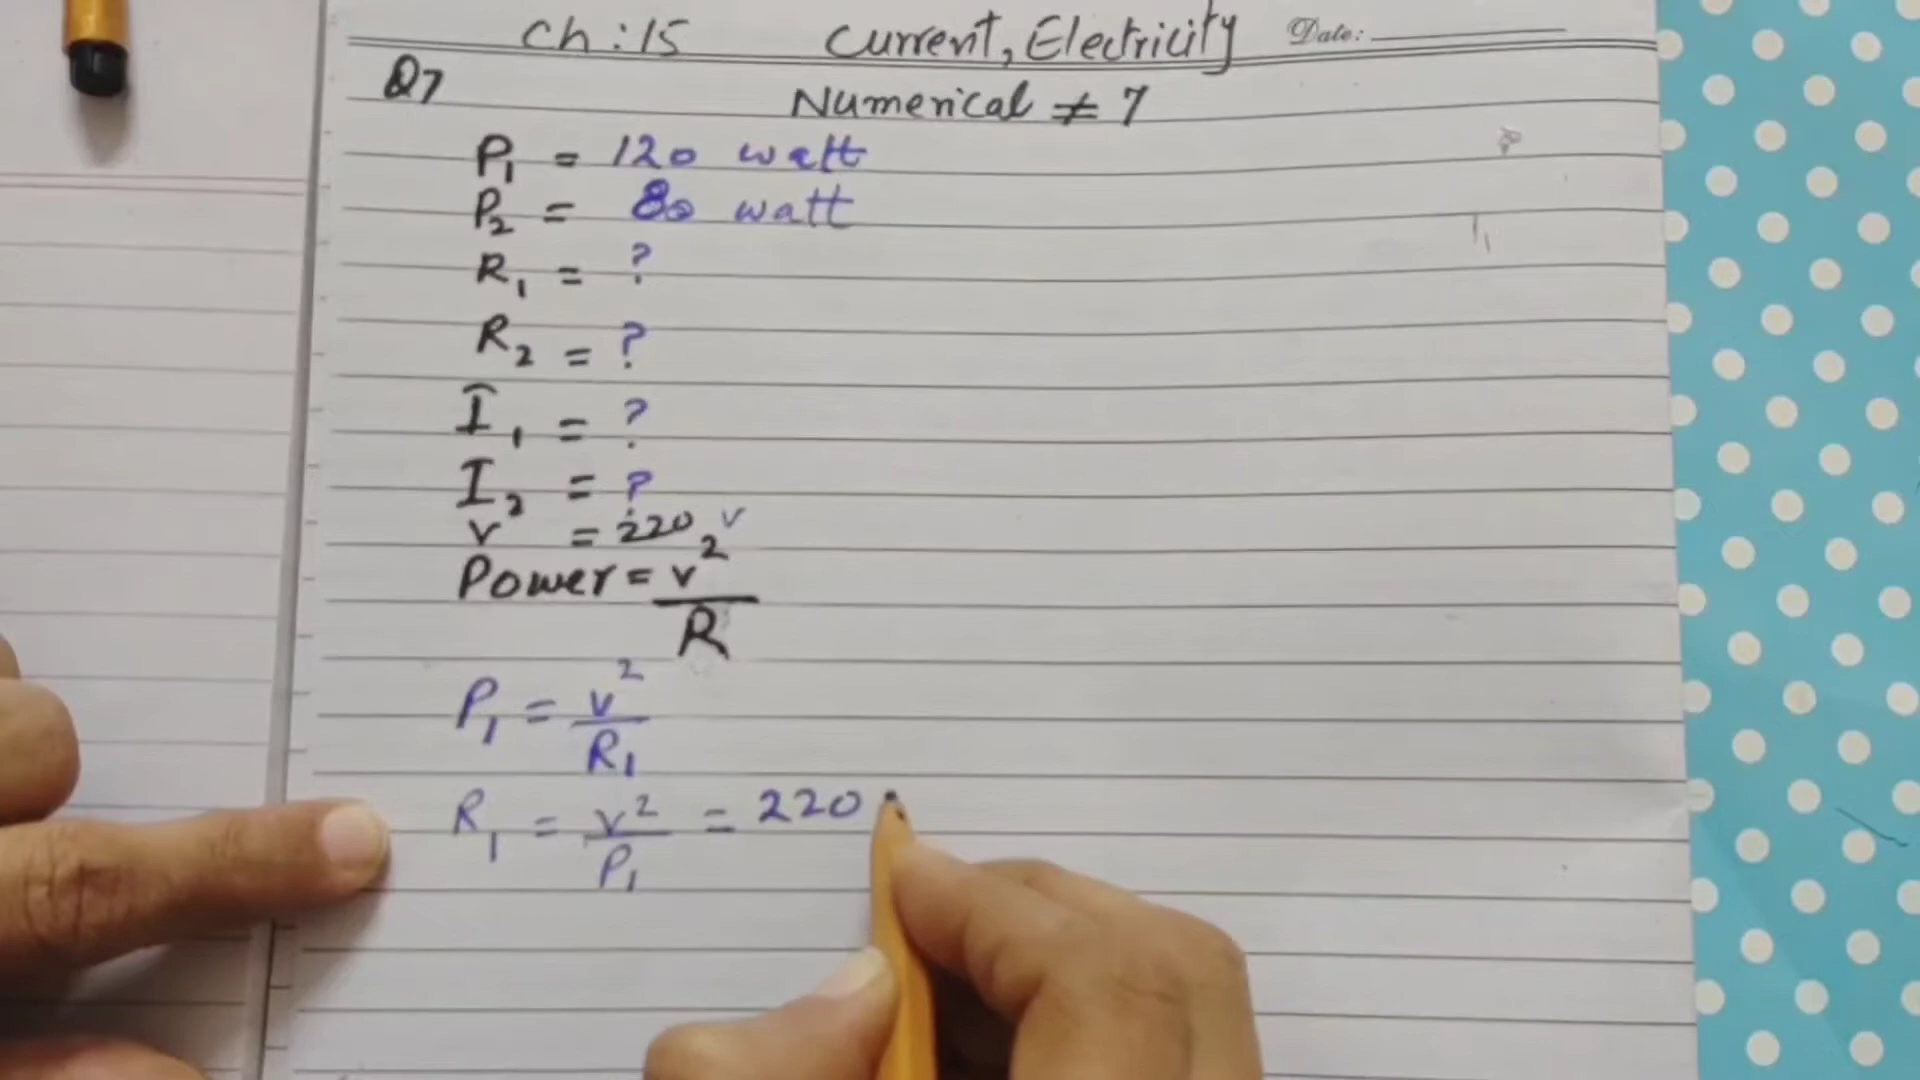 Ch : 15 Current, Electricity Date:
Q7 Numerical ≠ 7
P₁ = 120 watt
P₂ = 80 watt
R₁ = ?
R₂ = ?
I₁ = ?
I₂ = ?
v = 220 v
Power = v²/R
P₁ = v²/R₁
R₁ = v²/P₁ = 220